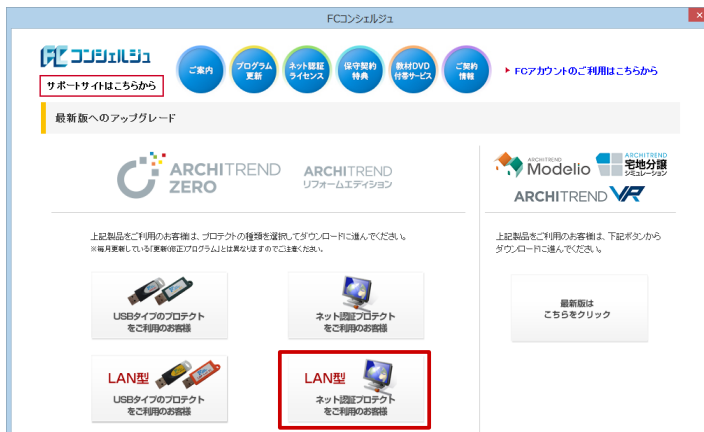 FCコンシェルジュ
×
FC コンシェルジュ
サポートサイトはこちらから
ご案内
プログラム
更新
ネット認証
ライセンス
保守契約
特典
教材DVD
付帯サービス
ご契約
情報
FCアカウントのご利用はこちらから
最新版へのアップグレード
ARCHITREND
ZERO
ARCHITREND
リフォームエディション
ARCHITREND
Modelio
ARCHITREND
宅地分譲
シミュレーション
ARCHITREND VR
上記製品をご利用のお客様は、プロテクトの種類を選択してダウンロードに進んでください。
※毎月更新している「更新(修正)プログラム」とは異なりますのでご注意ください。
上記製品をご利用のお客様は、下記ボタンから
ダウンロードに進んでください。
USBタイプのプロテクト
をご利用のお客様
ネット認証プロテクト
をご利用のお客様
最新版は
こちらをクリック
LAN型
USBタイプのプロテクト
をご利用のお客様
LAN型
ネット認証プロテクト
をご利用のお客様